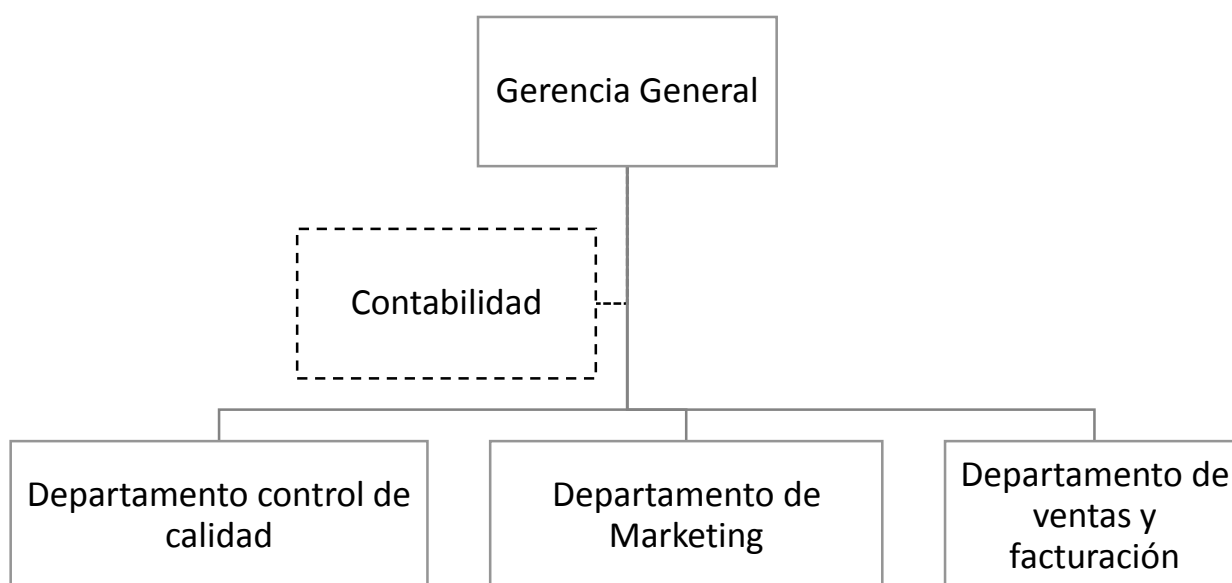 Gerencia General
Contabilidad
Departamento control de
calidad
Departamento de
Marketing
Departamento de
ventas y
facturación